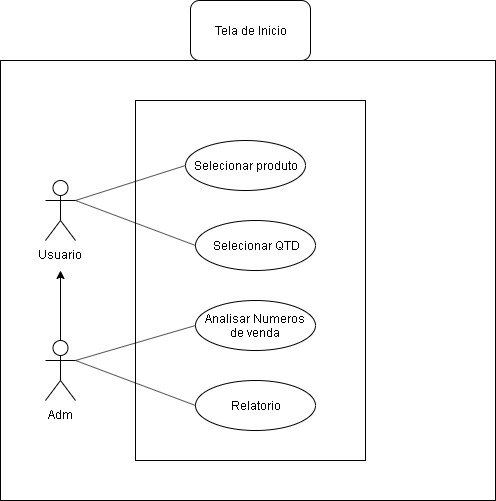 Tela de Inicio
Selecionar produto
Selecionar QTD
Usuario
Analisar Numeros
de venda
Relatorio
Adm